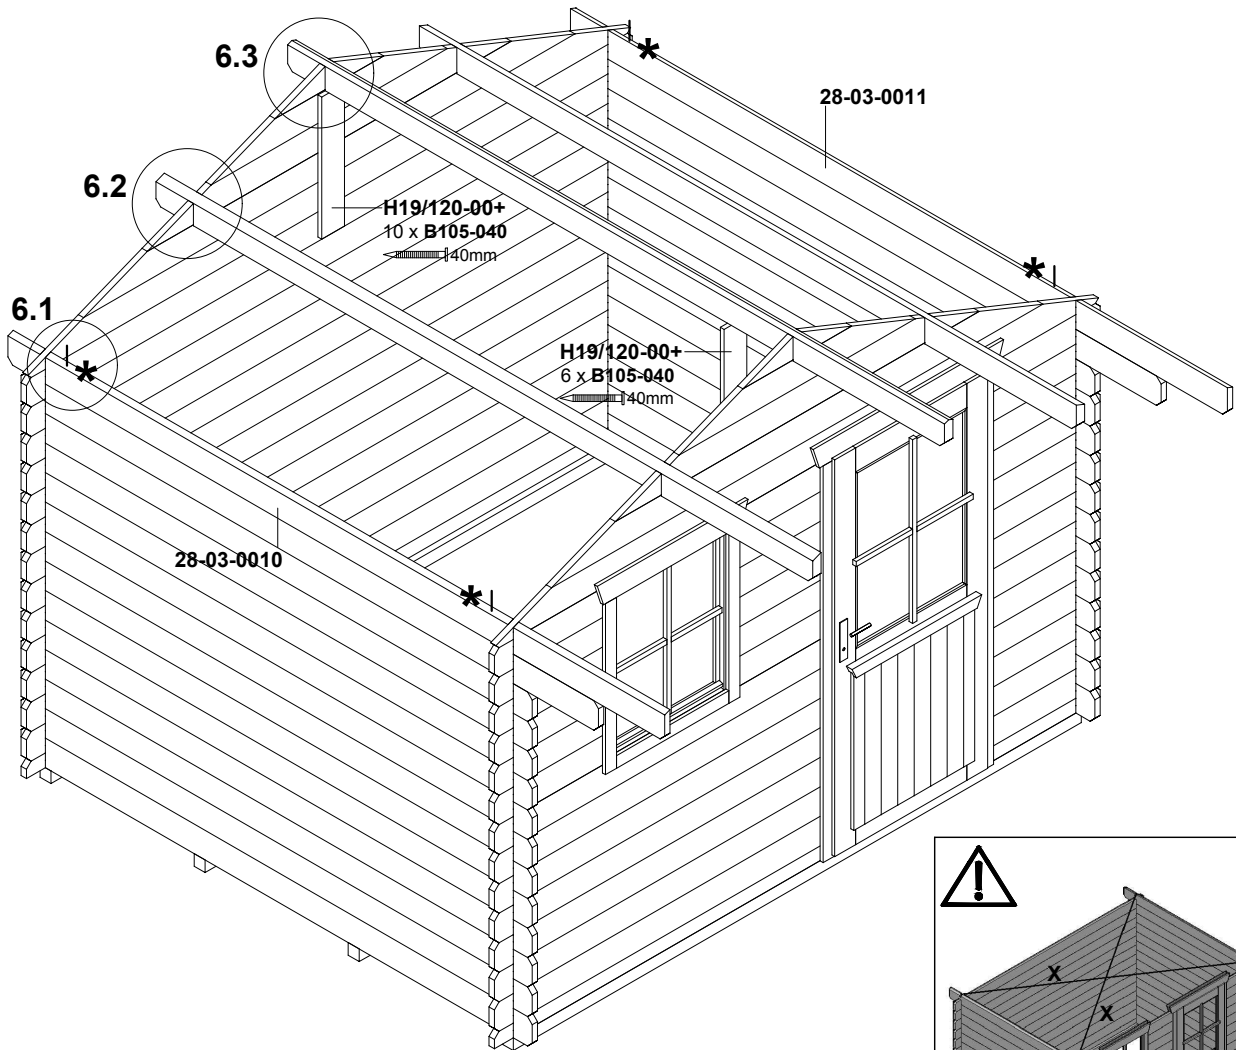 6.3
*
28-03-0011
6.2
H19/120-00+
10 x B105-040
40mm
*
6.1
*
H19/120-00+
6 x B105-040
40mm
28-03-0010
*
!
X
X